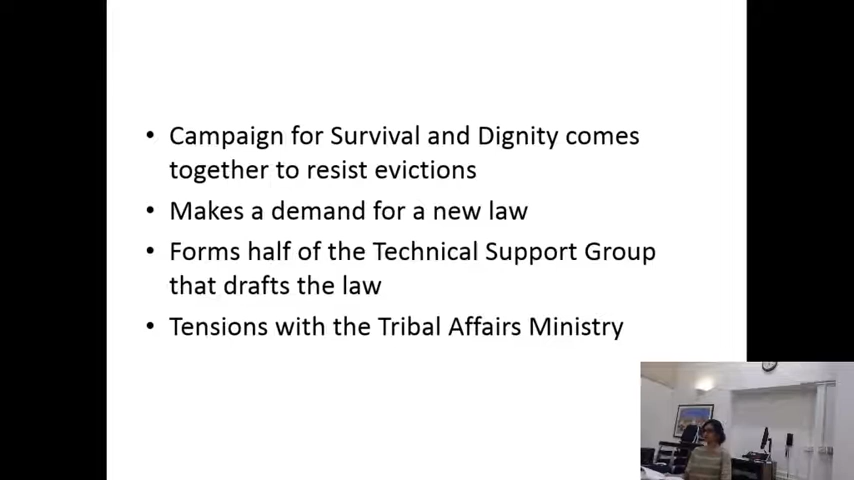 • Campaign for Survival and Dignity comes
together to resist evictions
• Makes a demand for a new law
• Forms half of the Technical Support Group
that drafts the law
• Tensions with the Tribal Affairs Ministry